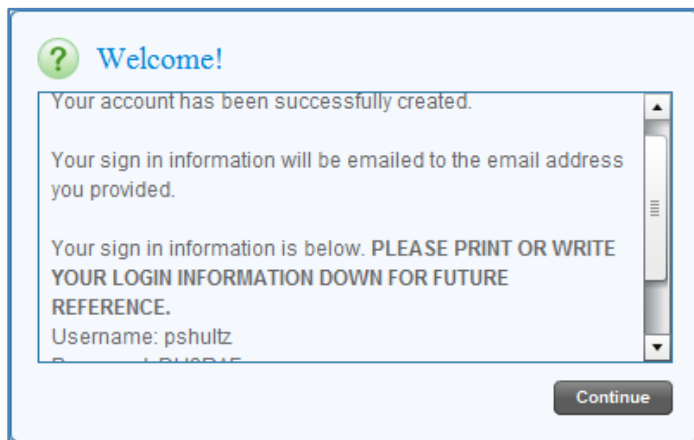 Welcome!
Your account has been successfully created.
Your sign in information will be emailed to the email address
you provided.
Your sign in information is below. PLEASE PRINT OR WRITE
YOUR LOGIN INFORMATION DOWN FOR FUTURE
REFERENCE.
Username: pshultz
Continue